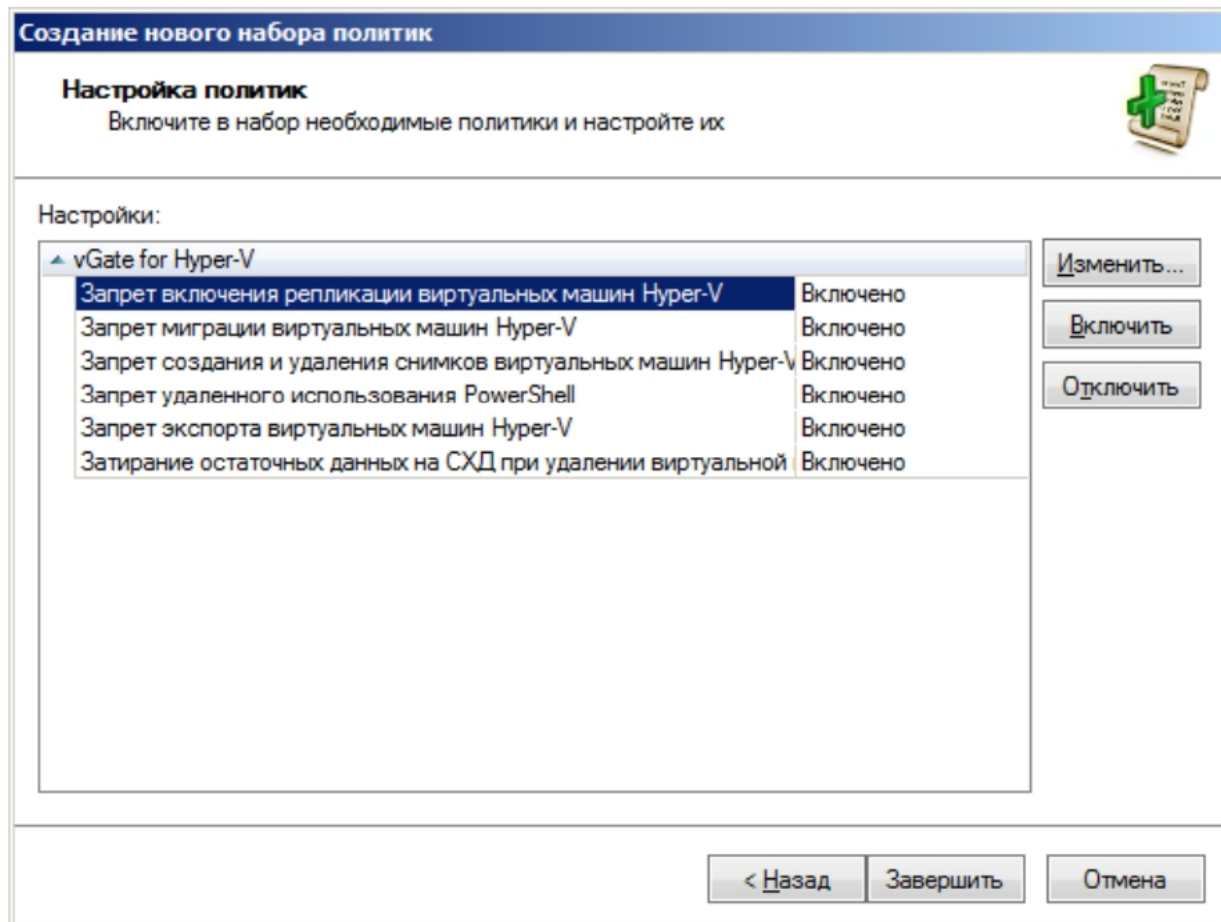 Создание нового набора политик
Настройка политик
Включите в набор необходимые политики и настройте их
Настройки:
vGate for Hyper-V
Запрет включения репликации виртуальных машин Hyper-V Включено
Запрет миграции виртуальных машин Hyper-V Включено
Запрет создания и удаления снимков виртуальных машин Hyper-V Включено
Запрет удаленного использования PowerShell Включено
Запрет экспорта виртуальных машин Hyper-V Включено
Затирание остаточных данных на СХД при удалении виртуальной Включено
Изменить...
Включить
Отключить
< Назад
Завершить
Отмена